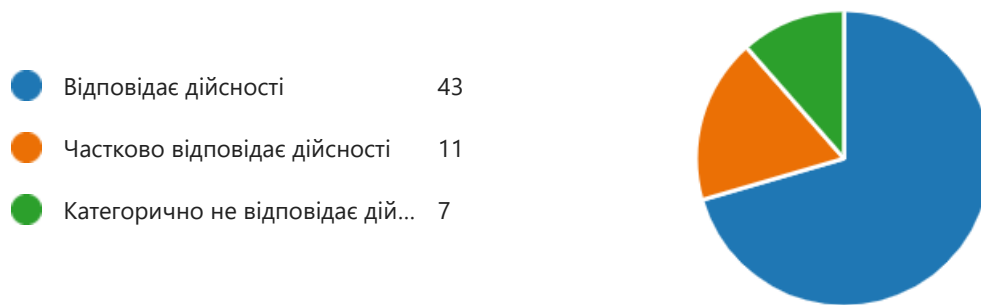 Відповідає дійсності 43
Частково відповідає дійсності 11
Категорично не відповідає дій... 7